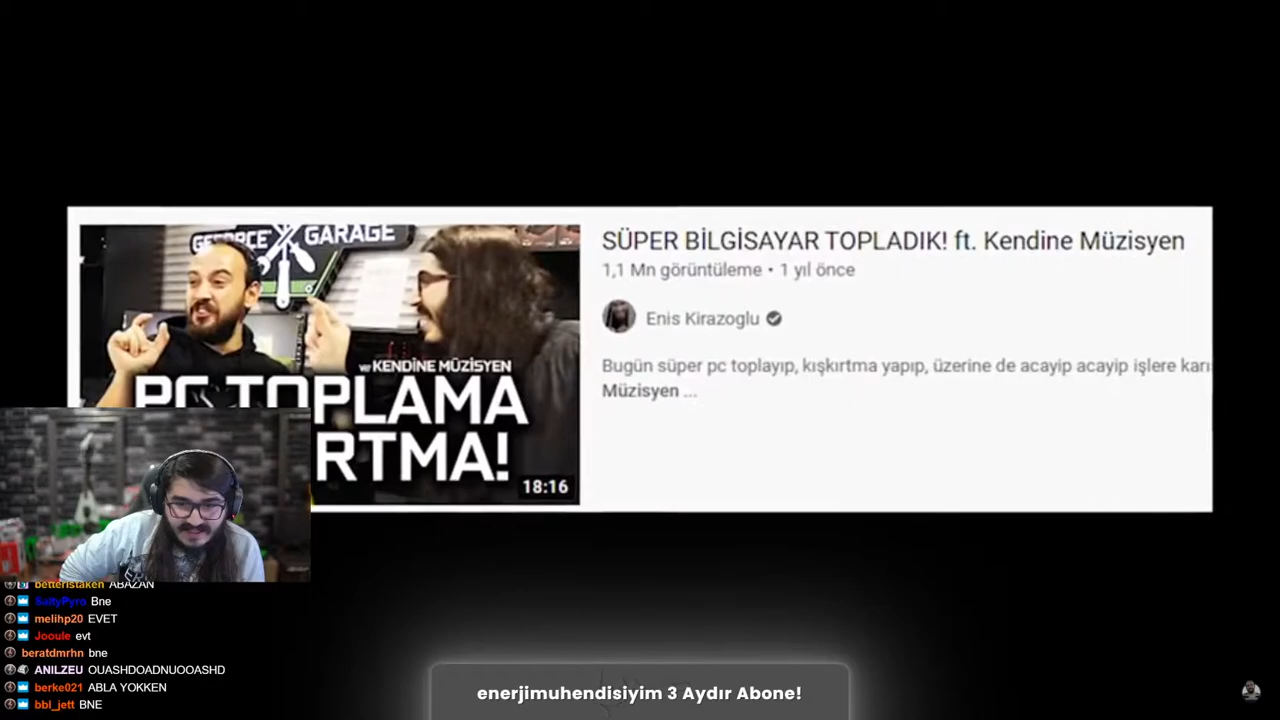 GEFORCE GARAGE
ve KENDİNE MÜZİSYEN
PC TOPLAMA
RTMA!
18:16
SÜPER BİLGİSAYAR TOPLADIK! ft. Kendine Müzisyen
1,1 Mn görüntüleme • 1 yıl önce
Enis Kirazoglu
Bugün süper pc toplayıp, kışkırtma yapıp, üzerine de acayip acayip işlere karı
Müzisyen ...
betteristaken ABAZAN
SaltyPyro Bne
melihp20 EVET
Jooule evt
beratdmrhn bne
ANILZEU OUASHDOADNUOOASHD
berke021 ABLA YOKKEN
bbl_jett BNE
enerjimuhendisiyim 3 Aydır Abone!